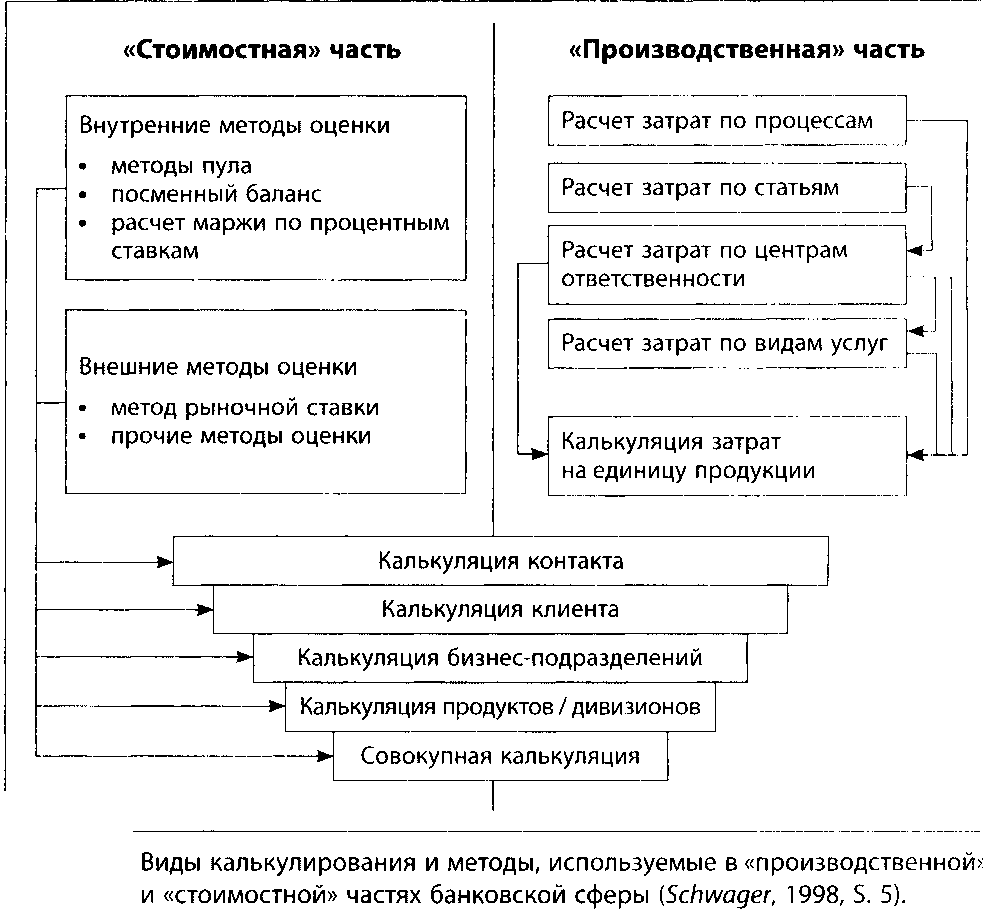 «Стоимостная» часть
Внутренние методы оценки
• методы пула
• посменный баланс
• расчет маржи по процентным
ставкам
Внешние методы оценки
• метод рыночной ставки
• прочие методы оценки
«Производственная» часть
Расчет затрат по процессам
Расчет затрат по статьям
Расчет затрат по центрам
ответственности
Расчет затрат по видам услуг
Калькуляция затрат
на единицу продукции
Калькуляция контакта
Калькуляция клиента
Калькуляция бизнес-подразделений
Калькуляция продуктов / дивизионов
Совокупная калькуляция
Виды калькулирования и методы, используемые в «производственной»
и «стоимостной» частях банковской сферы (Schwager, 1998, S. 5).